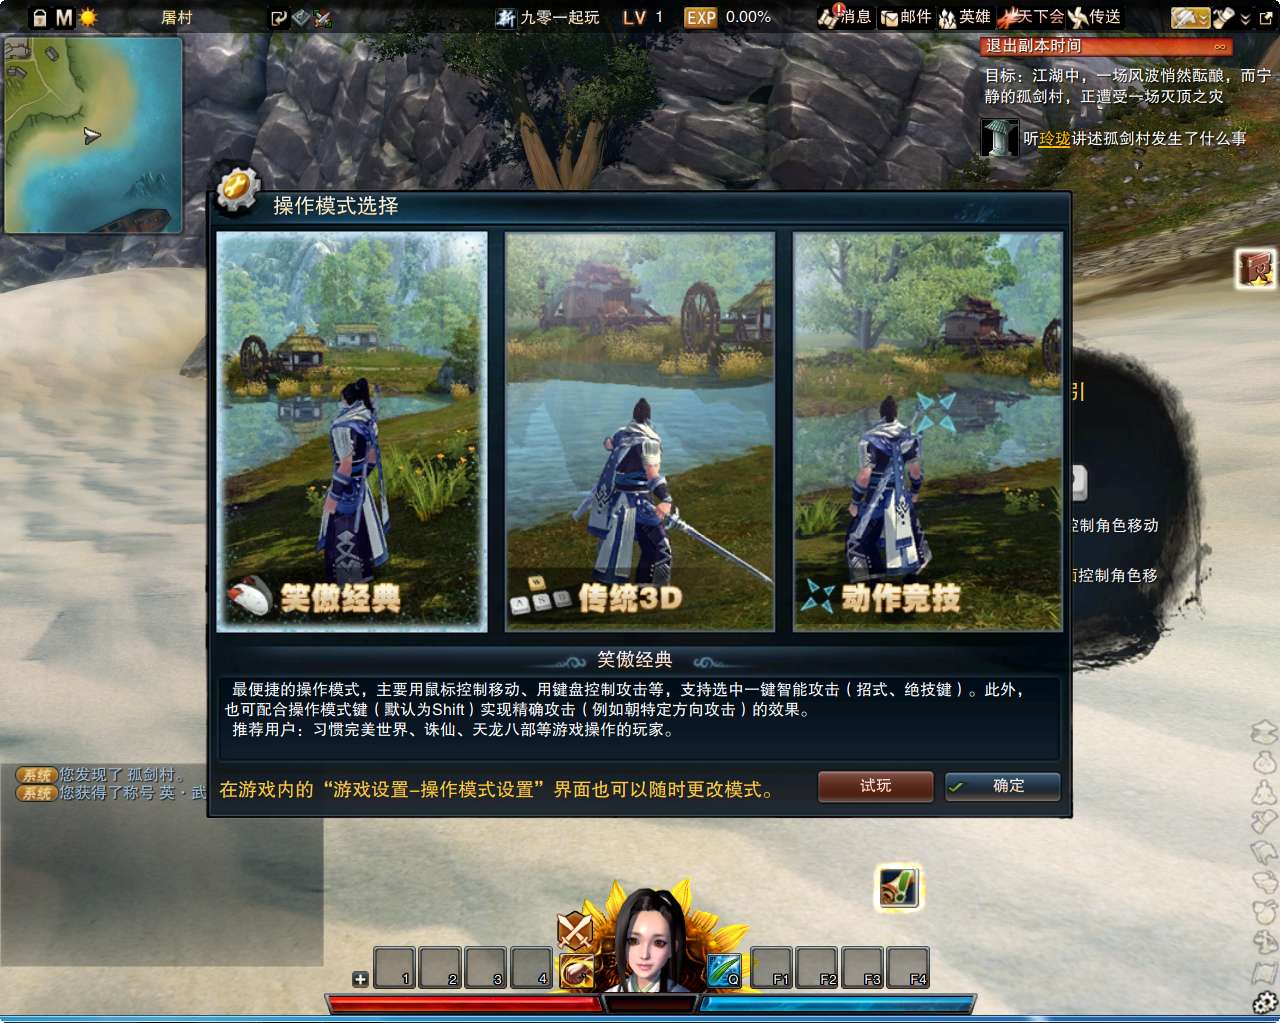 M 屠村 新 九零一起玩 LV 1 EXP 0.00% 消息 邮件 英雄 天下会 传送
退出副本时间 ∞
目标：江湖中，一场风波悄然酝酿，而宁
静的孤剑村，正遭受一场灭顶之灾
听玲珑讲述孤剑村发生了什么事
操作模式选择
引
控制角色移动
面控制角色移
笑傲经典
W
A S D
传统3D
动作竞技
笑傲经典
最便捷的操作模式，主要用鼠标控制移动、用键盘控制攻击等，支持选中一键智能攻击（招式、绝技键）。此外，
也可配合操作模式键（默认为Shift）实现精确攻击（例如朝特定方向攻击）的效果。
推荐用户：习惯完美世界、诛仙、天龙八部等游戏操作的玩家。
在游戏内的“游戏设置-操作模式设置”界面也可以随时更改模式。
试玩
确定
系统 您发现了 孤剑村。
系统 您获得了称号 英·武
1 2 3 4 Q F1 F2 F3 F4